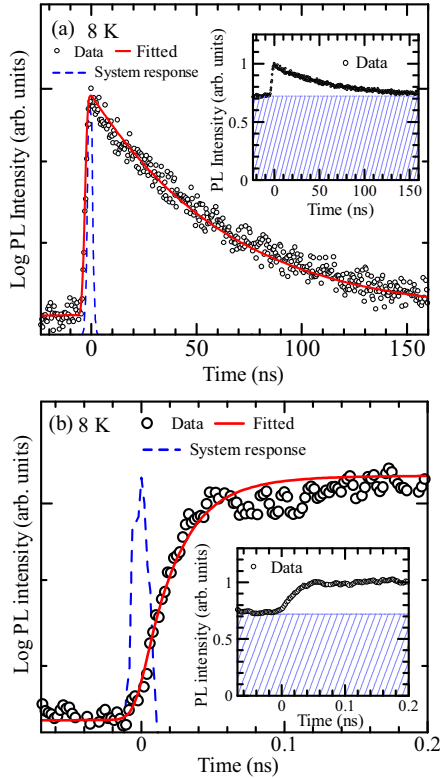 (a) 8 K
Data Fitted
System response
Log PL Intensity (arb. units)
Data
PL Intensity (arb. units)
1
0.5
0
0 50 100 150
Time (ns)
0 50 100 150
Time (ns)
(b) 8 K
Data Fitted
System response
Log PL intensity (arb. units)
Data
PL intensity (arb. units)
1
0.5
0
0 0.1 0.2
Time (ns)
0 0.1 0.2
Time (ns)